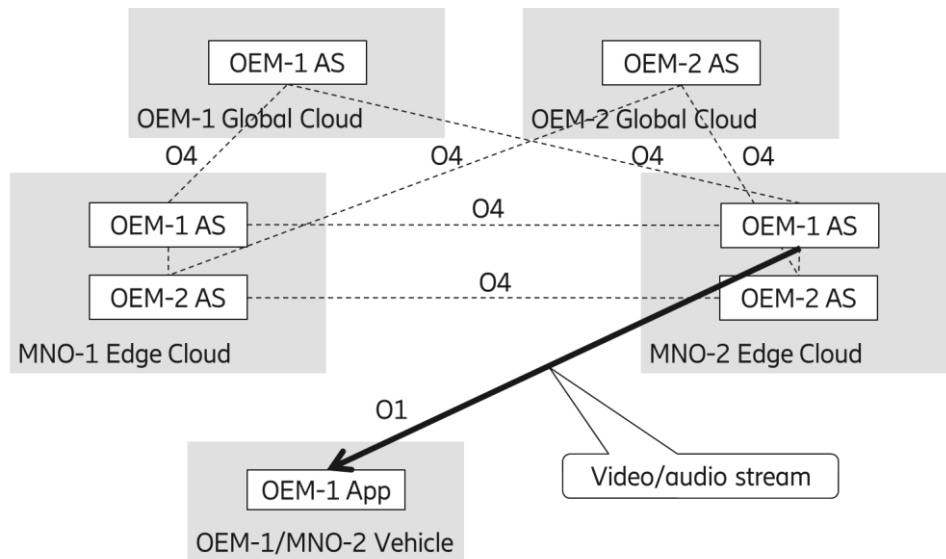 OEM-1 AS
OEM-2 AS
OEM-1 Global Cloud
OEM-2 Global Cloud
O4
O4
O4
O4
OEM-1 AS
O4
OEM-1 AS
OEM-2 AS
O4
OEM-2 AS
MNO-1 Edge Cloud
MNO-2 Edge Cloud
O1
Video/audio stream
OEM-1 App
OEM-1/MNO-2 Vehicle